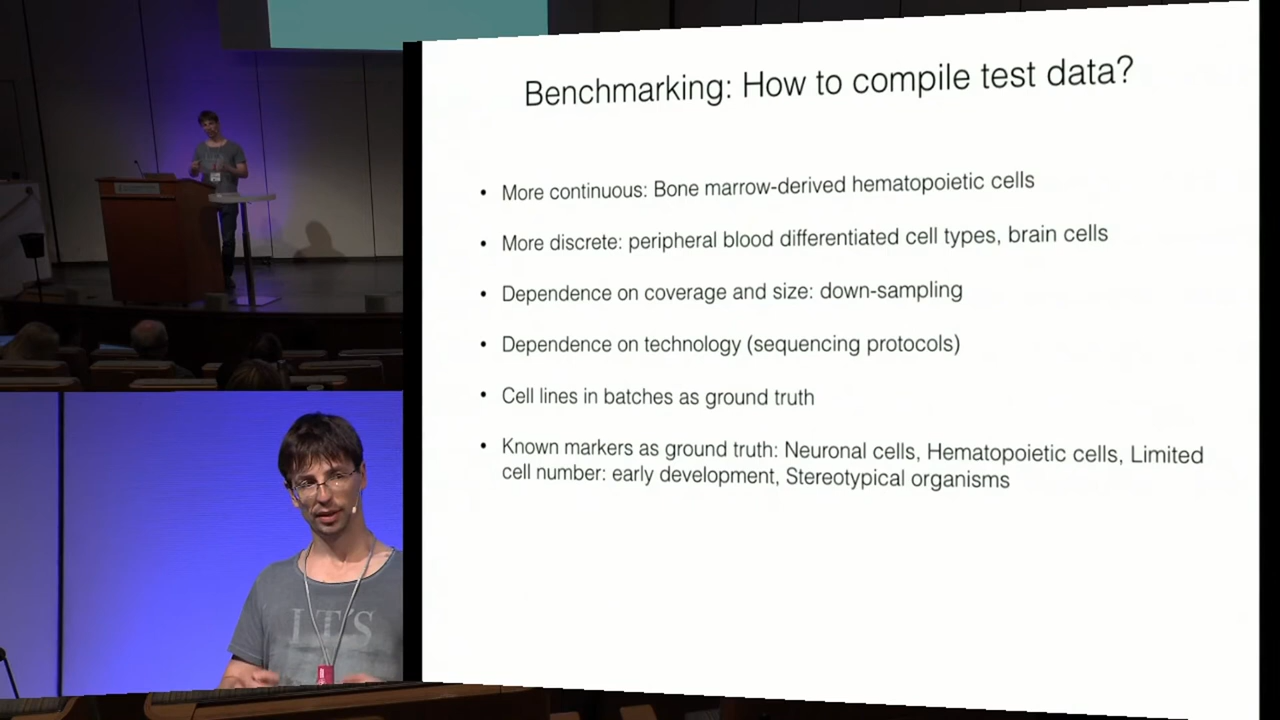 Benchmarking: How to compile test data?
• More continuous: Bone marrow-derived hematopoietic cells
• More discrete: peripheral blood differentiated cell types, brain cells
• Dependence on coverage and size: down-sampling
• Dependence on technology (sequencing protocols)
• Cell lines in batches as ground truth
• Known markers as ground truth: Neuronal cells, Hematopoietic cells, Limited
cell number: early development, Stereotypical organisms
IT'S